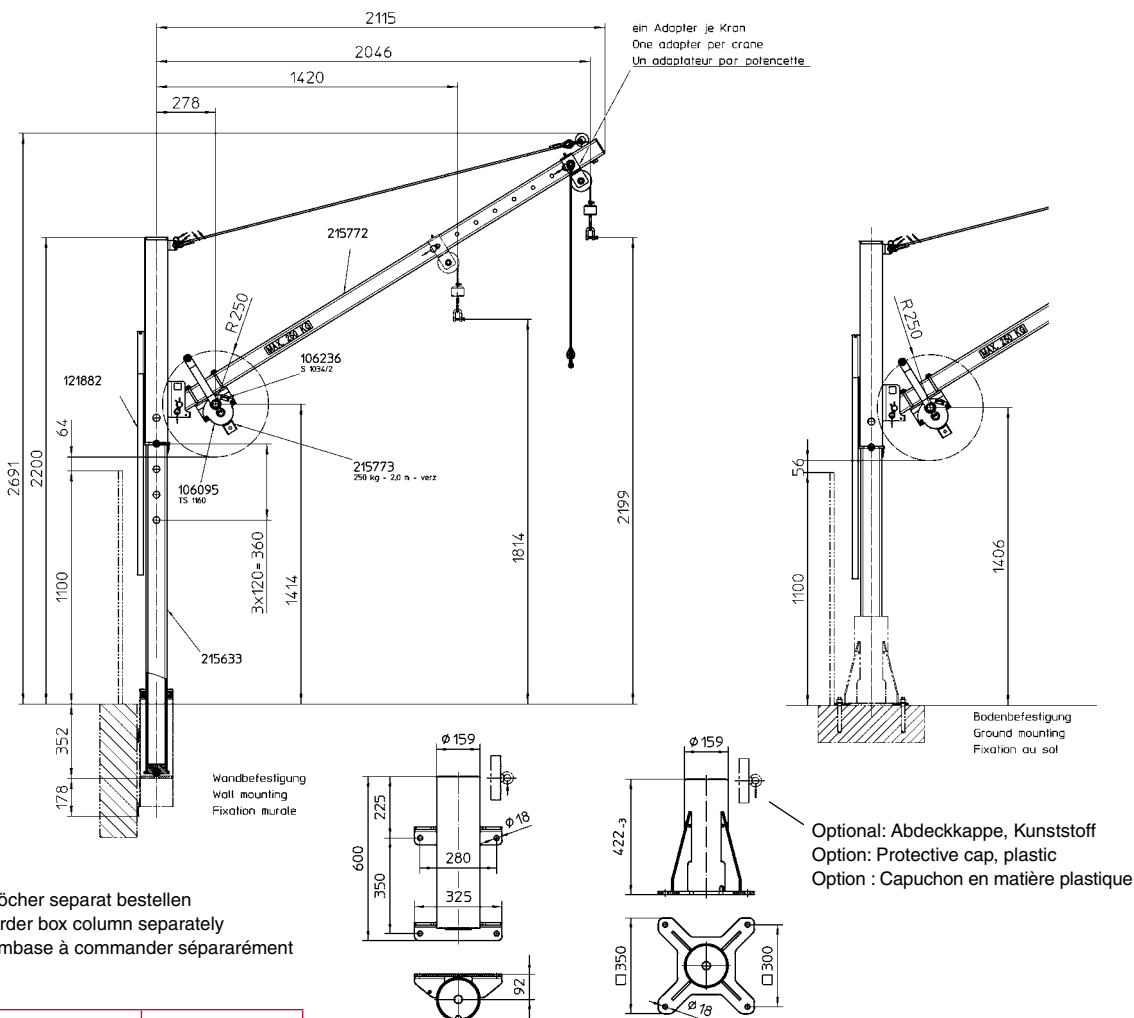 2115
2046
1420
278
ein Adapter je Kran
One adapter per crane
Un adaptateur par potencette
215772
R 250
MAX. 250 KG
106236
S 1034/2
121882
64
2691
2200
215773
250 kg - 2,0 m - verz
106095
TS 1160
3x120=360
1100
1414
1814
2199
215633
352
178
Wandbefestigung
Wall mounting
Fixation murale
R 250
56
1100
1406
Bodenbefestigung
Ground mounting
Fixation au sol
Ø 159
225
600
350
Ø 18
280
325
92
Ø 159
422 -3
□ 350
□ 300
Ø 18
Optional: Abdeckkappe, Kunststoff
Option: Protective cap, plastic
Option : Capuchon en matière plastique
öcher separat bestellen
rder box column separately
mbase à commander sépararément